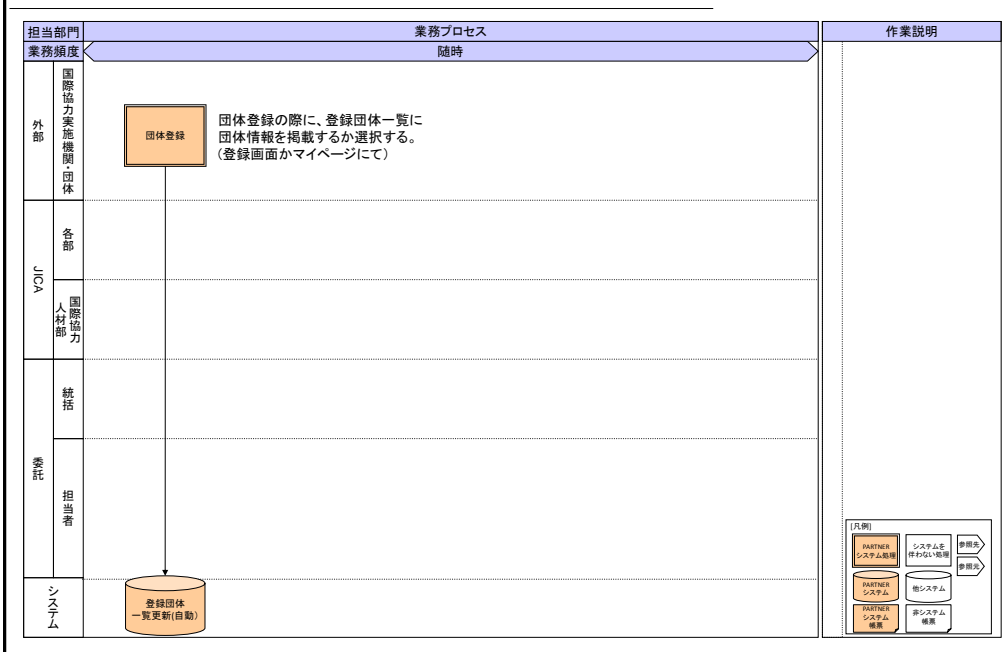 担当部門
業務プロセス
作業説明
業務頻度
随時
外部
国際協力実施機関・団体
団体登録
団体登録の際に、登録団体一覧に
団体情報を掲載するか選択する。
（登録画面かマイページにて）
JICA
各部
国際協力
人材部
委託
統括
担当者
システム
登録団体
一覧更新(自動)
[凡例]
PARTNER
システム処理
システムを
伴わない処理
参照先
参照元
PARTNER
システム
他システム
PARTNER
システム
帳票
非システム
帳票